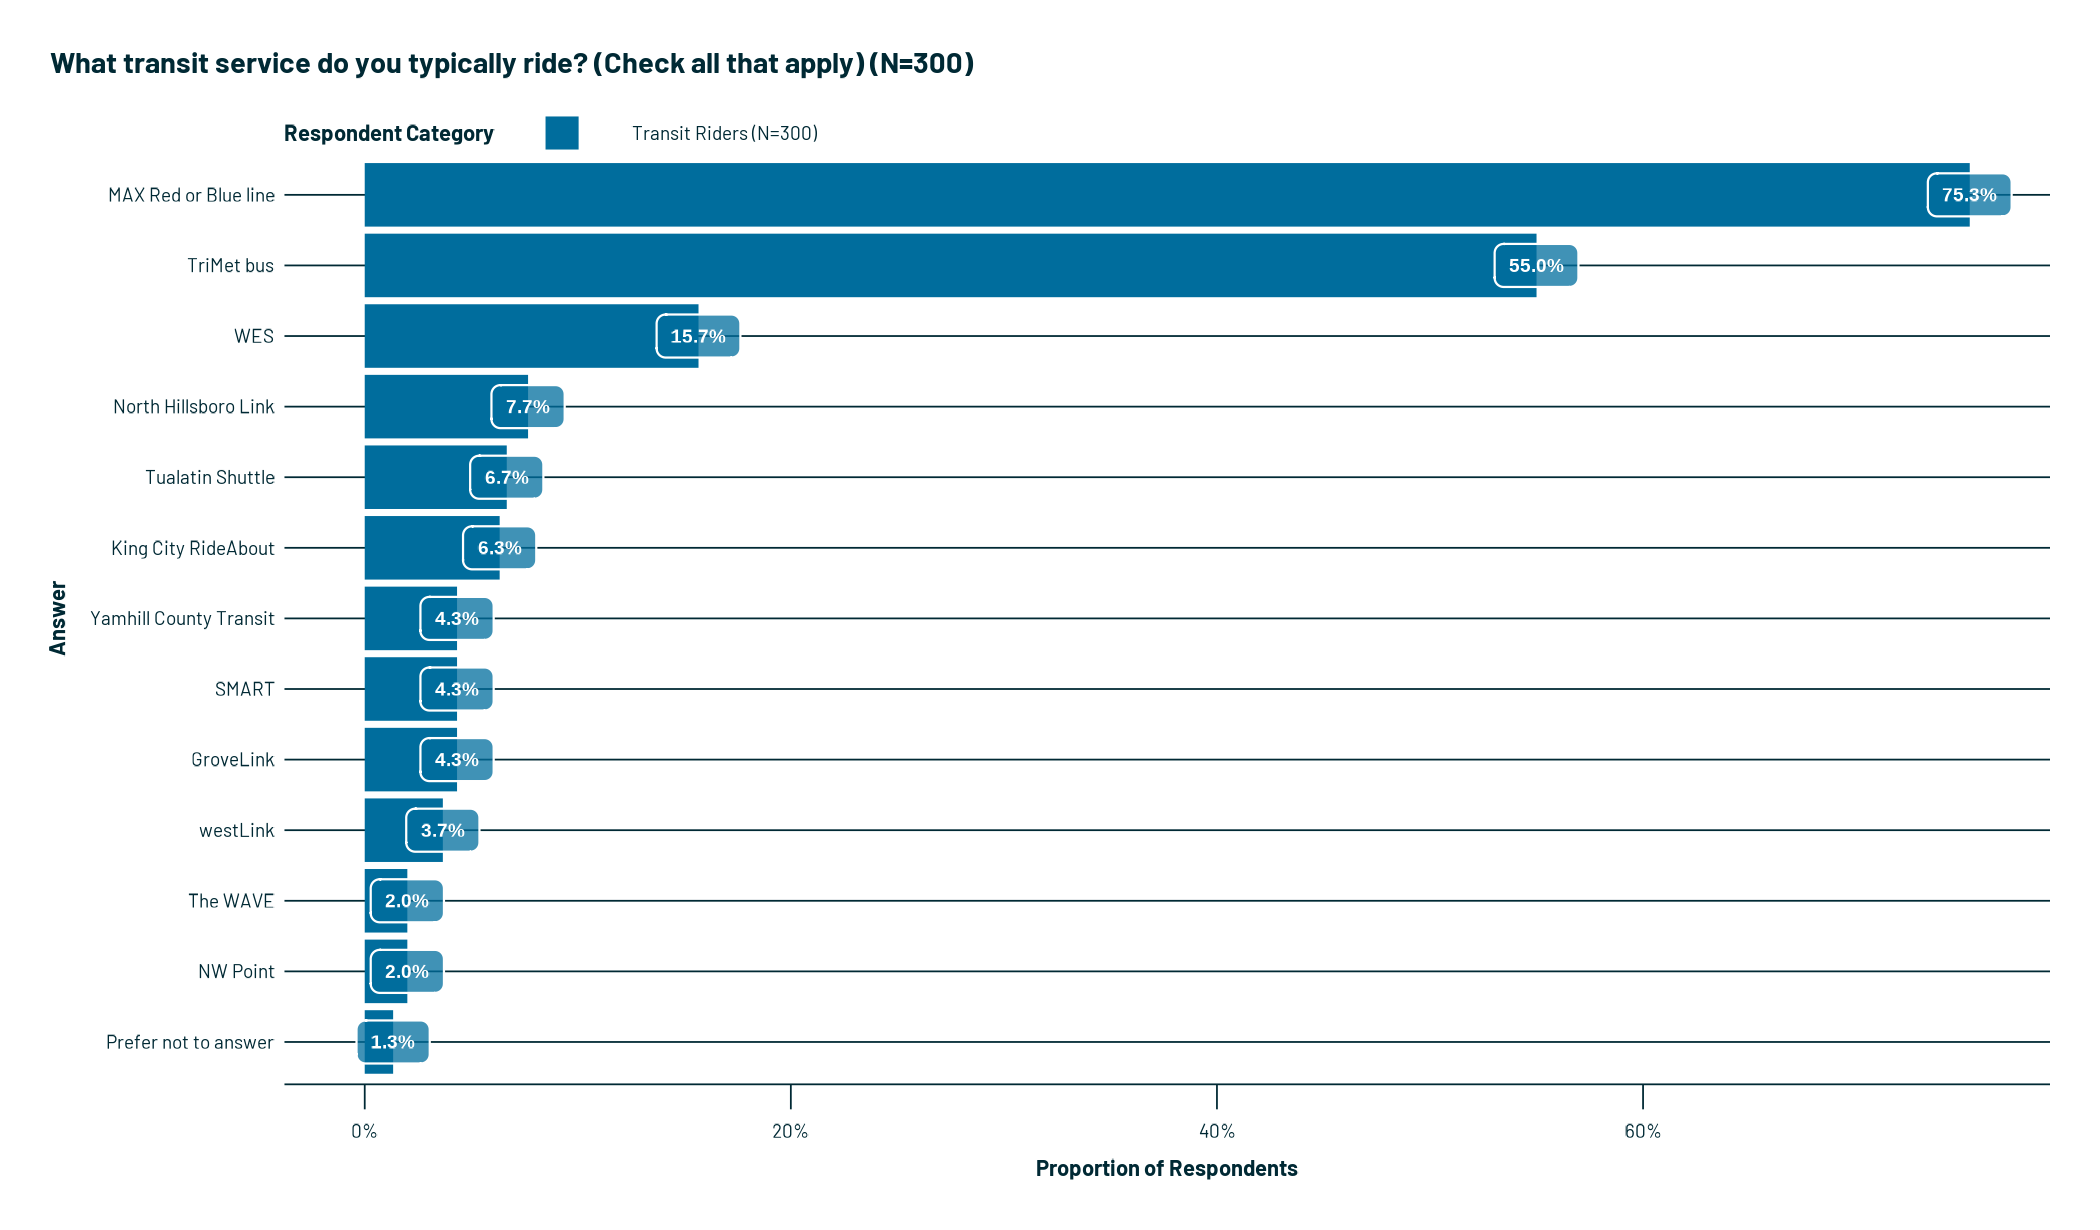 What transit service do you typically ride? (Check all that apply) (N=300)
Respondent Category Transit Riders (N=300)
MAX Red or Blue line 75.3%
TriMet bus 55.0%
WES 15.7%
North Hillsboro Link 7.7%
Tualatin Shuttle 6.7%
King City RideAbout 6.3%
Yamhill County Transit 4.3%
SMART 4.3%
GroveLink 4.3%
westLink 3.7%
The WAVE 2.0%
NW Point 2.0%
Prefer not to answer 1.3%
Answer
0% 20% 40% 60%
Proportion of Respondents